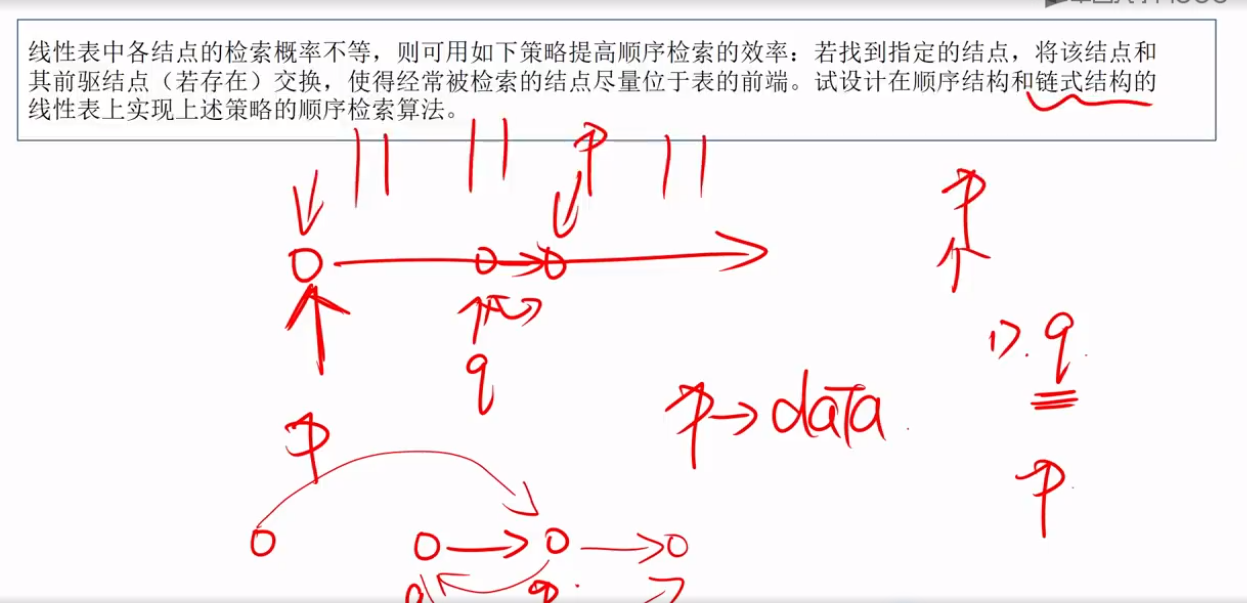 线性表中各结点的检索概率不等，则可用如下策略提高顺序检索的效率：若找到指定的结点，将该结点和
其前驱结点（若存在）交换，使得经常被检索的结点尽量位于表的前端。试设计在顺序结构和链式结构的
线性表上实现上述策略的顺序检索算法。
p
p
1). q
q
p→data
p
p